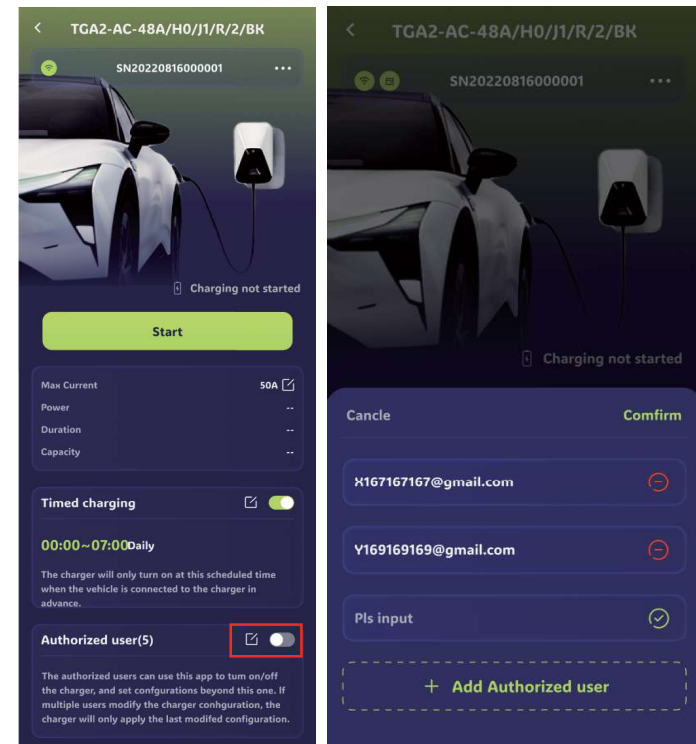 TGA2-AC-48A/H0/J1/R/2/BK
SN20220816000001
Charging not started
Start
Max Current 50A
Power --
Duration --
Capacity --
Timed charging
00:00~07:00Daily
The charger will only turn on at this scheduled time
when the vehicle is connected to the charger in
advance.
Authorized user(5)
The authorized users can use this app to turn on/off
the charger, and set confgurations beyond this one. If
multiple users modify the charger conhguration, the
charger will only apply the last modifed configuration.
TGA2-AC-48A/H0/J1/R/2/BK
SN20220816000001
Charging not started
Cancle Comfirm
X167167167@gmail.com
Y169169169@gmail.com
Pls input
+ Add Authorized user